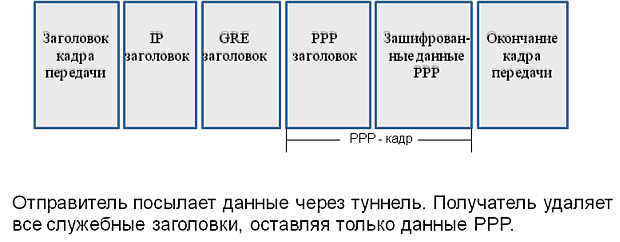 Заголовок кадра передачи
IP заголовок
GRE заголовок
PPP заголовок
Зашифрован-
ные данные
PPP
Окончание кадра передачи
PPP - кадр
Отправитель посылает данные через туннель. Получатель удаляет
все служебные заголовки, оставляя только данные PPP.